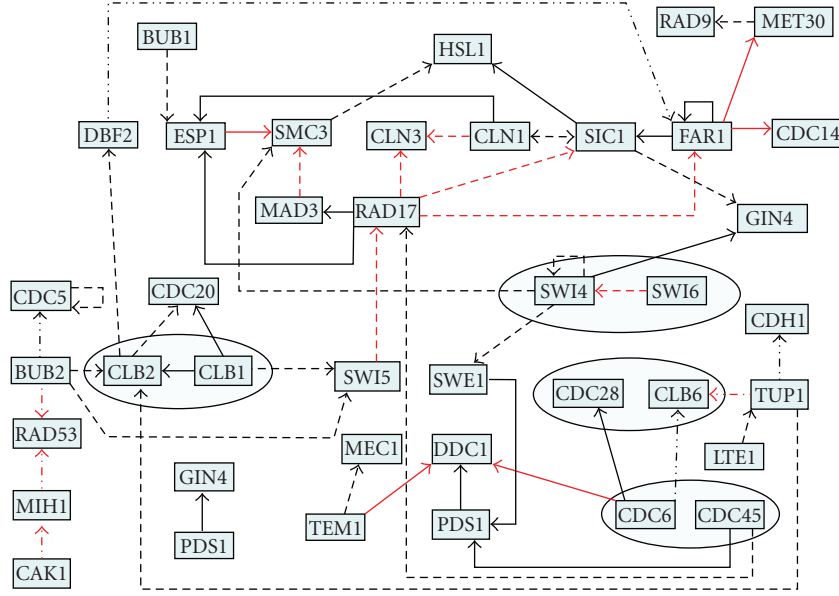 RAD9
MET30
BUB1
HSL1
DBF2
ESP1
SMC3
CLN3
CLN1
SIC1
FAR1
CDC14
MAD3
RAD17
GIN4
CDC5
CDC20
SWI4
SWI6
CDH1
BUB2
CLB2
CLB1
SWI5
SWE1
CDC28
CLB6
TUP1
RAD53
MEC1
DDC1
LTE1
GIN4
MIH1
TEM1
PDS1
CDC6
CDC45
PDS1
CAK1